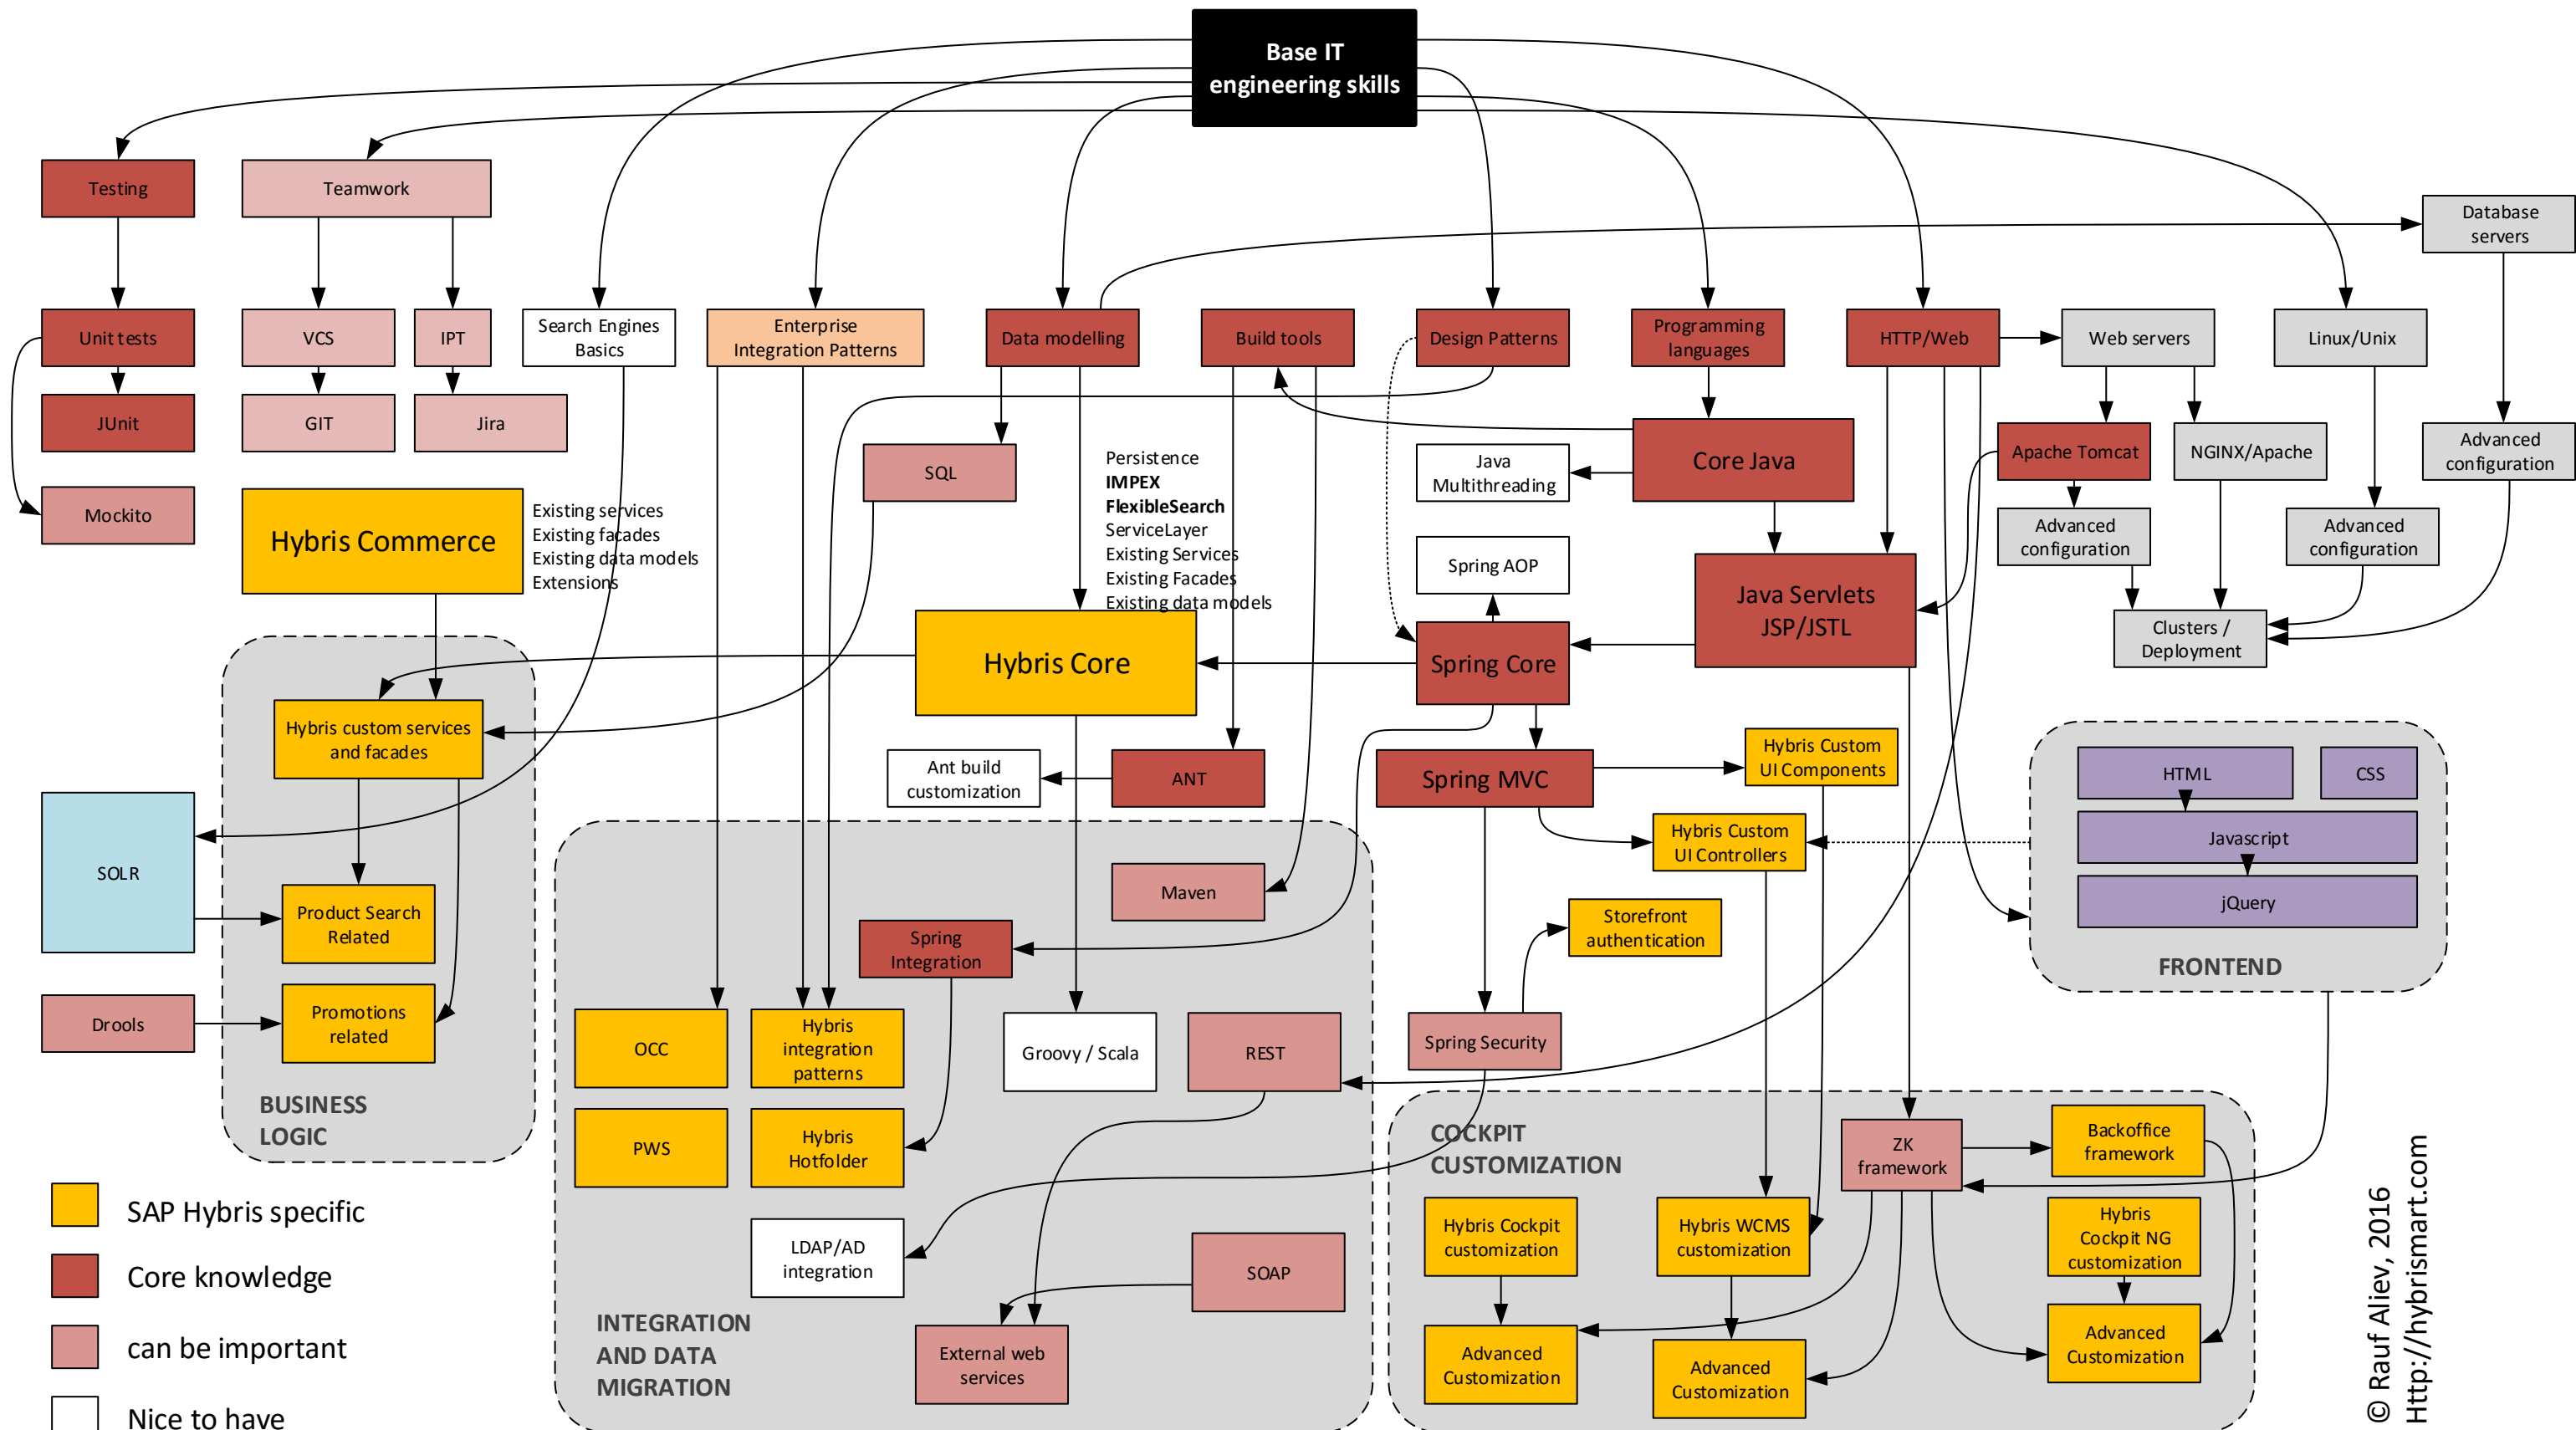 Base IT
engineering skills
Testing
Teamwork
Database
servers
Unit tests
VCS
IPT
Search Engines
Basics
Enterprise
Integration Patterns
Data modelling
Build tools
Design Patterns
Programming
languages
HTTP/Web
Web servers
Linux/Unix
JUnit
GIT
Jira
SQL
Persistence
IMPEX
FlexibleSearch
ServiceLayer
Existing Services
Existing Facades
Existing data models
Java
Multithreading
Core Java
Apache Tomcat
NGINX/Apache
Advanced
configuration
Mockito
Hybris Commerce
Existing services
Existing facades
Existing data models
Extensions
Spring AOP
Java Servlets
JSP/JSTL
Advanced
configuration
Advanced
configuration
Clusters /
Deployment
Hybris Core
Spring Core
Hybris custom services
and facades
Ant build
customization
ANT
Spring MVC
Hybris Custom
UI Components
HTML
CSS
Javascript
jQuery
FRONTEND
SOLR
Hybris Custom
UI Controllers
Maven
Product Search
Related
Spring
Integration
Storefront
authentication
Drools
Promotions
related
OCC
Hybris
integration
patterns
Groovy / Scala
REST
Spring Security
BUSINESS
LOGIC
PWS
Hybris
Hotfolder
COCKPIT
CUSTOMIZATION
ZK
framework
Backoffice
framework
SAP Hybris specific
Core knowledge
can be important
Nice to have
LDAP/AD
integration
SOAP
Hybris Cockpit
customization
Hybris WCMS
customization
Hybris
Cockpit NG
customization
INTEGRATION
AND DATA
MIGRATION
External web
services
Advanced
Customization
Advanced
Customization
Advanced
Customization
© Rauf Aliev, 2016
Http://hybrismart.com